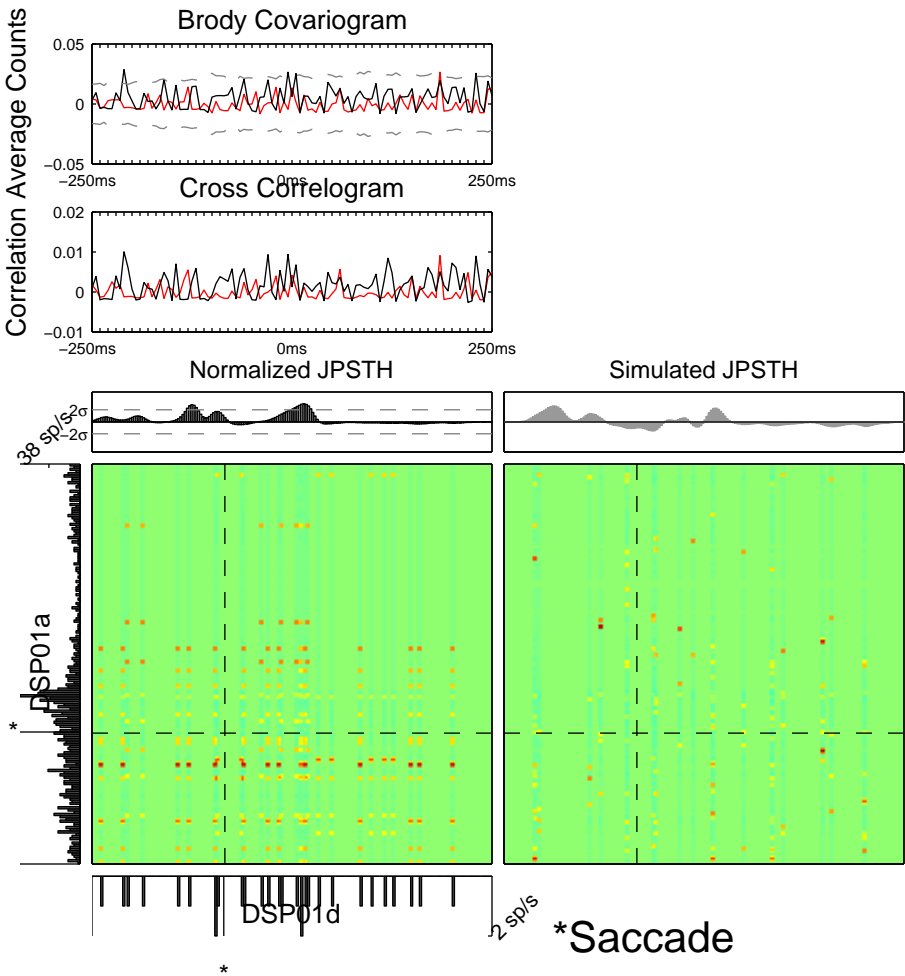 Brody Covariogram
Correlation Average Counts
0.05
0
−0.05
−250ms
0ms
250ms
Cross Correlogram
0.02
0.01
0
−0.01
−250ms
0ms
250ms
Normalized JPSTH
Simulated JPSTH
2σ
−2σ
38 sp/s
DSP01a
*
DSP01d
2 sp/s
*
*Saccade